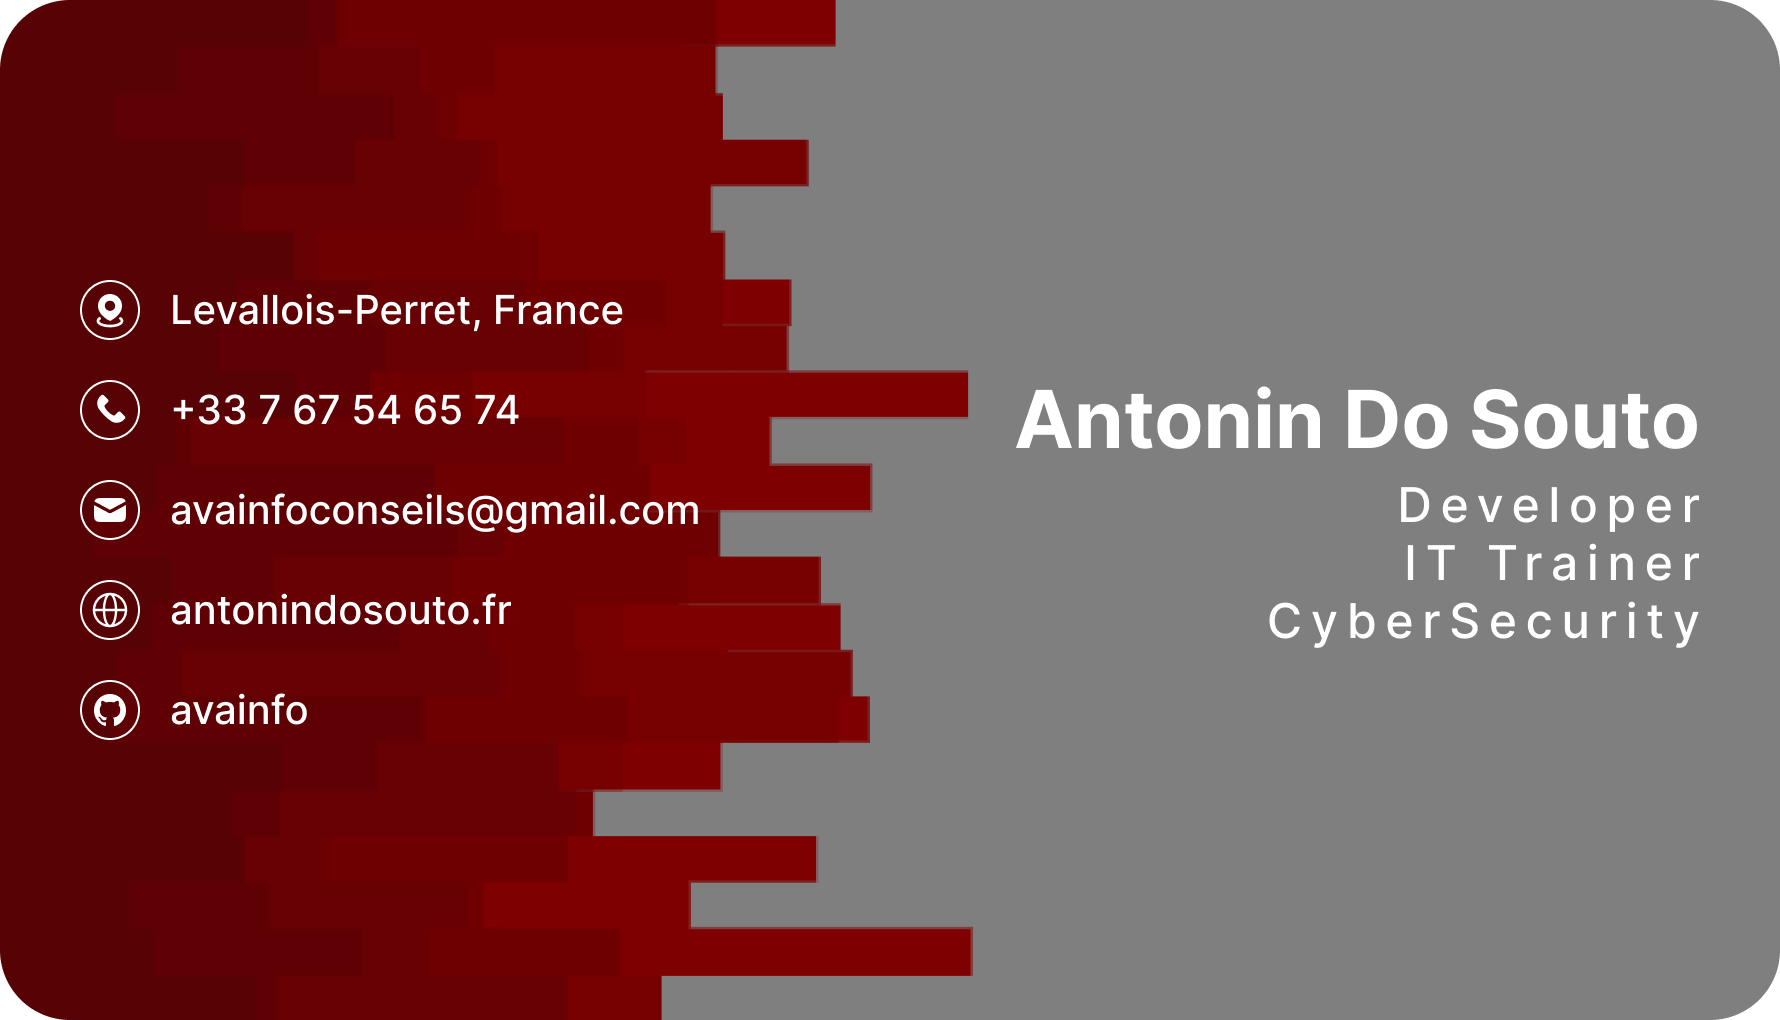 Levallois-Perret, France
+33 7 67 54 65 74
avainfoconseils@gmail.com
antonindosouto.fr
avainfo
Antonin Do Souto
Developer
IT Trainer
CyberSecurity